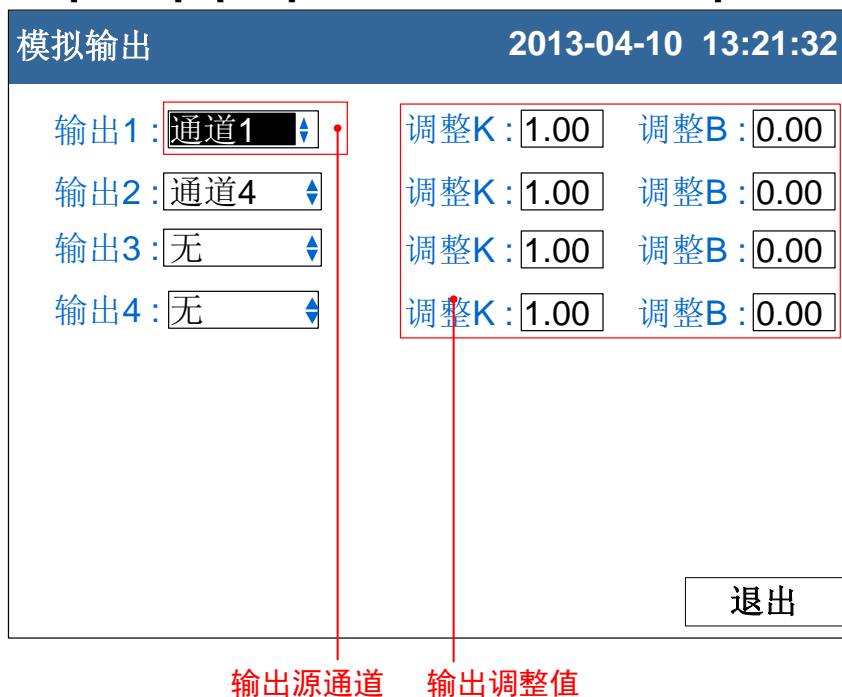 模拟输出 2013-04-10 13:21:32
输出1 : 通道1 调整K : 1.00 调整B : 0.00
输出2 : 通道4 调整K : 1.00 调整B : 0.00
输出3 : 无 调整K : 1.00 调整B : 0.00
输出4 : 无 调整K : 1.00 调整B : 0.00
退出
输出源通道 输出调整值